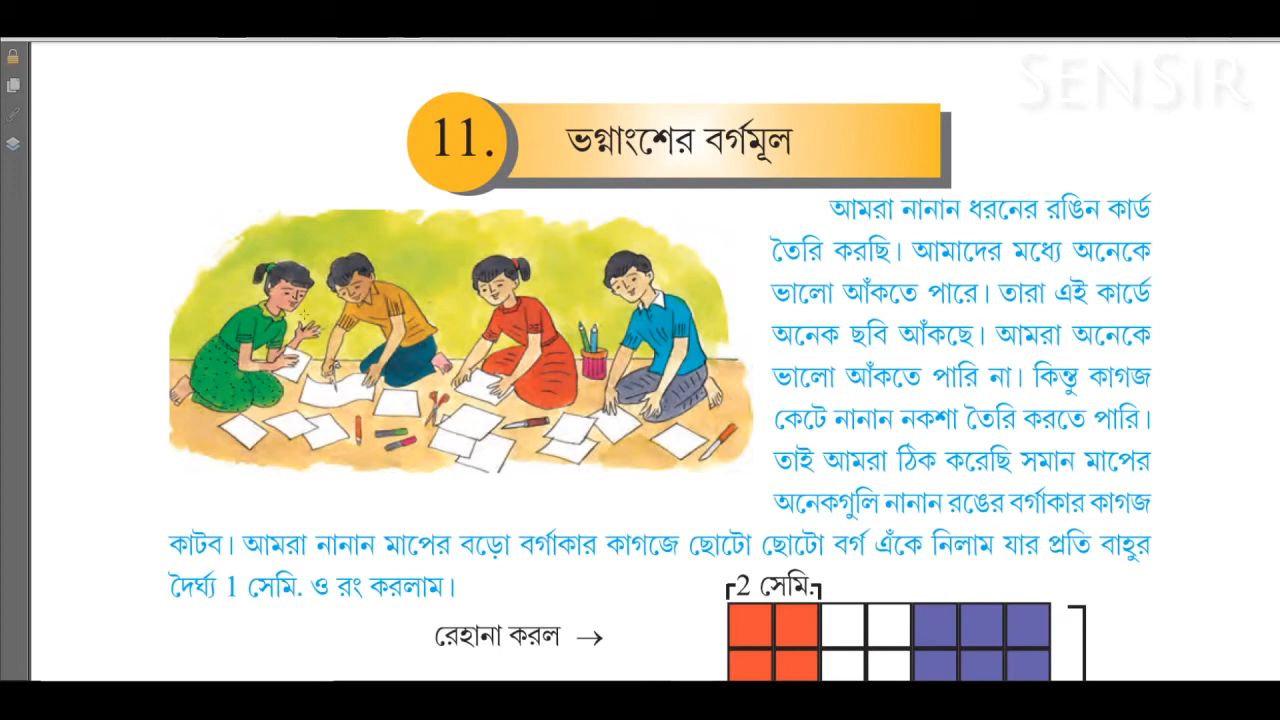 SENSIR
11. ভগ্নাংশের বর্গমূল
আমরা নানান ধরনের রঙিন কার্ড
তৈরি করছি। আমাদের মধ্যে অনেকে
ভালো আঁকতে পারে। তারা এই কার্ডে
অনেক ছবি আঁকছে। আমরা অনেকে
ভালো আঁকতে পারি না। কিন্তু কাগজ
কেটে নানান নকশা তৈরি করতে পারি।
তাই আমরা ঠিক করেছি সমান মাপের
অনেকগুলি নানান রঙের বর্গাকার কাগজ
কাটব। আমরা নানান মাপের বড়ো বর্গাকার কাগজে ছোটো ছোটো বর্গ এঁকে নিলাম যার প্রতি বাহুর
দৈর্ঘ্য 1 সেমি. ও রং করলাম।
2 সেমি.
রেহানা করল →